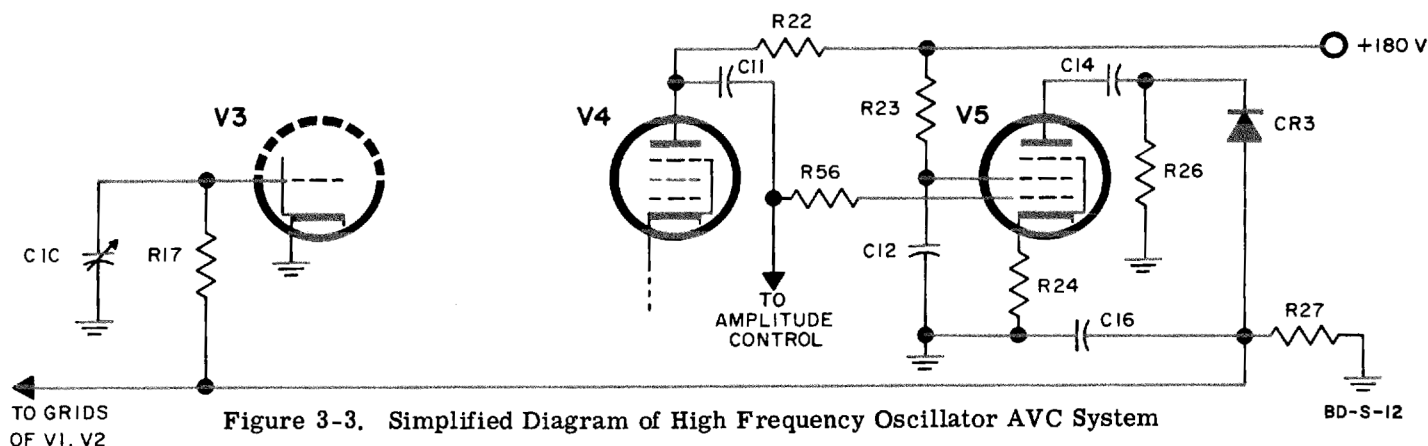 R22
+180 V
C11
C14
V3
V4
R23
V5
CR3
R56
R26
C1C
R17
C12
R24
TO
AMPLITUDE
CONTROL
C16
R27
TO GRIDS
OF V1, V2
Figure 3-3. Simplified Diagram of High Frequency Oscillator AVC System
BD-S-12